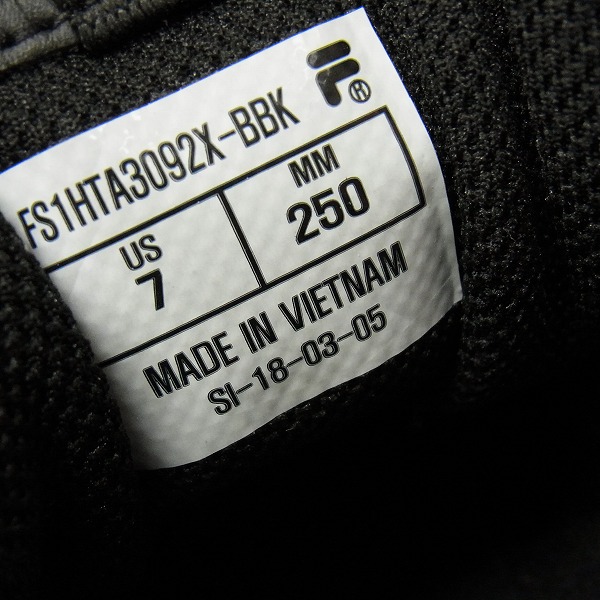 F®
FS1HTA3092X-BBK
US MM
7 250
MADE IN VIETNAM
SI-18-03-05